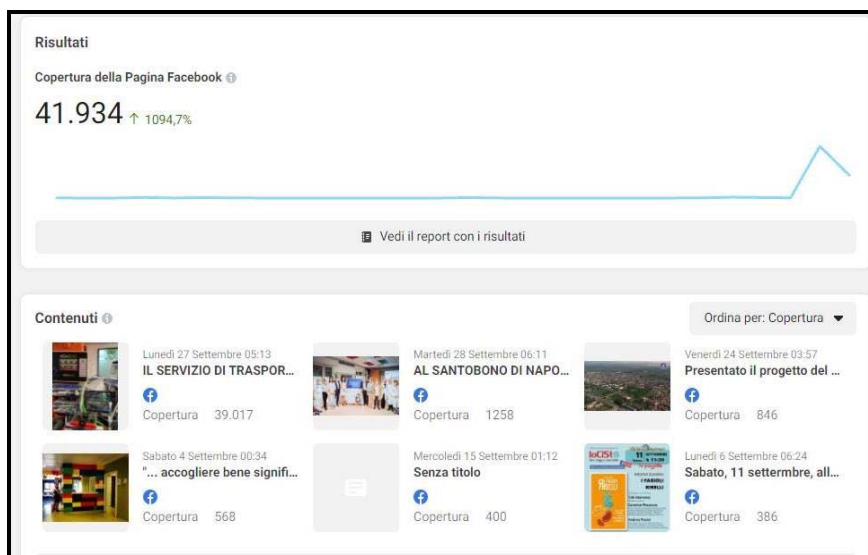 Risultati
Copertura della Pagina Facebook
41.934 ↑ 1094,7%
Vedi il report con i risultati
Contenuti
Ordina per: Copertura
Lunedì 27 Settembre 05:13
IL SERVIZIO DI TRASPOR...
Copertura 39.017
Martedì 28 Settembre 06:11
AL SANTOBONO DI NAPO...
Copertura 1258
Venerdì 24 Settembre 03:57
Presentato il progetto del ...
Copertura 846
Sabato 4 Settembre 00:34
"... accogliere bene signifi...
Copertura 568
Mercoledì 15 Settembre 01:12
Senza titolo
Copertura 400
Lunedì 6 Settembre 06:24
Sabato, 11 settermbre, all...
Copertura 386
IoCiSto
11